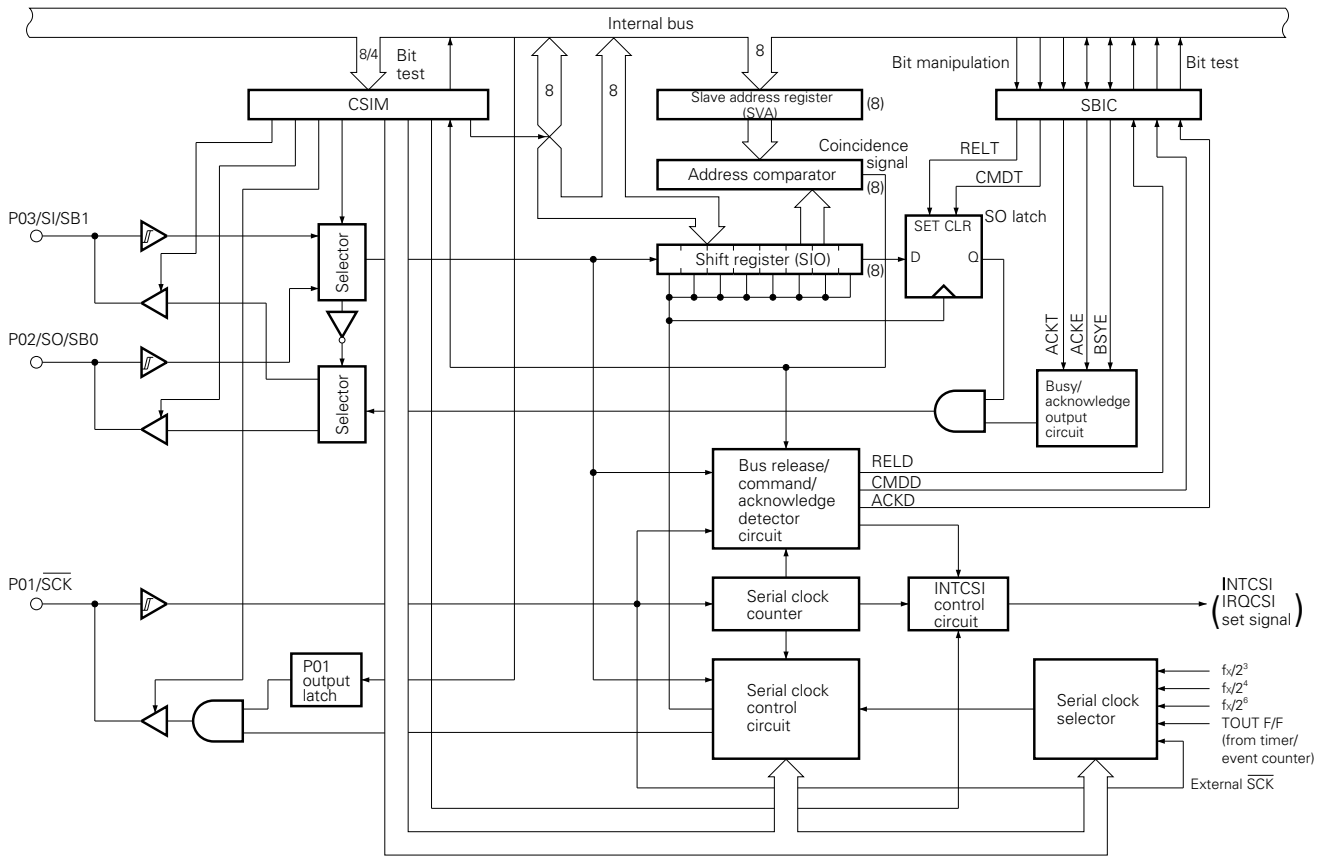 Internal bus
8/4
Bit
test
8
8
8
Bit manipulation
Bit test
CSIM
Slave address register
(SVA)
(8)
SBIC
Coincidence
signal
Address comparator
(8)
RELT
CMDT
SO latch
P03/SI/SB1
Selector
SET CLR
D
Q
Shift register (SIO)
(8)
P02/SO/SB0
Selector
ACKT
ACKE
BSYE
Busy/
acknowledge
output
circuit
Bus release/
command/
acknowledge
detector
circuit
RELD
CMDD
ACKD
P01/S̅C̅K̅
Serial clock
counter
INTCSI
control
circuit
INTCSI
(IRQCSI
set signal)
P01
output
latch
Serial clock
control
circuit
Serial clock
selector
fx/2³
fx/2⁴
fx/2⁶
TOUT F/F
(from timer/
event counter)
External S̅C̅K̅